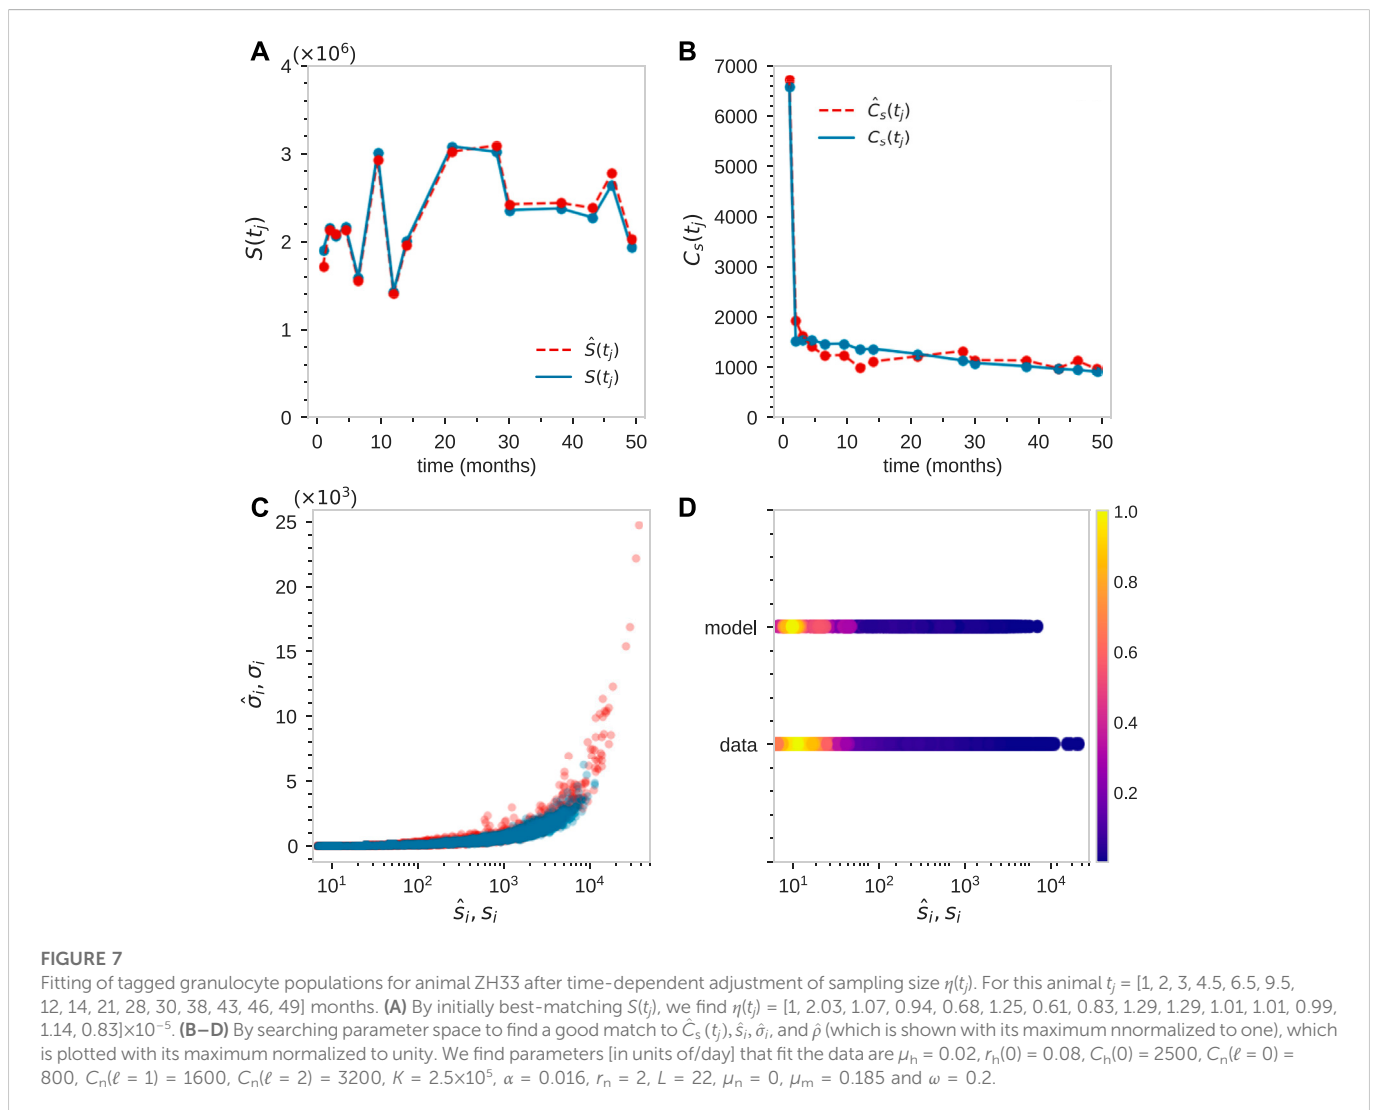 A (×10⁶)
4
3
2
1
0
S(tⱼ)
Ŝ(tⱼ)
S(tⱼ)
0 10 20 30 40 50
time (months)
B
7000
6000
5000
4000
3000
2000
1000
0
Cₛ(tⱼ)
Ĉₛ(tⱼ)
Cₛ(tⱼ)
0 10 20 30 40 50
time (months)
C (×10³)
25
20
15
10
5
0
σ̂ᵢ, σᵢ
10¹ 10² 10³ 10⁴
ŝᵢ, sᵢ
D
model
data
10¹ 10² 10³ 10⁴
ŝᵢ, sᵢ
1.0
0.8
0.6
0.4
0.2
FIGURE 7
Fitting of tagged granulocyte populations for animal ZH33 after time-dependent adjustment of sampling size η(tⱼ). For this animal tⱼ = [1, 2, 3, 4.5, 6.5, 9.5,
12, 14, 21, 28, 30, 38, 43, 46, 49] months. (A) By initially best-matching S(tⱼ), we find η(tⱼ) = [1, 2.03, 1.07, 0.94, 0.68, 1.25, 0.61, 0.83, 1.29, 1.29, 1.01, 1.01, 0.99,
1.14, 0.83]×10⁻⁵. (B–D) By searching parameter space to find a good match to Ĉₛ (tⱼ), ŝᵢ, σ̂ᵢ, and ρ̂ (which is shown with its maximum nnormalized to one), which
is plotted with its maximum normalized to unity. We find parameters [in units of/day] that fit the data are μₕ = 0.02, rₕ(0) = 0.08, Cₕ(0) = 2500, Cₙ(ℓ = 0) =
800, Cₙ(ℓ = 1) = 1600, Cₙ(ℓ = 2) = 3200, K = 2.5×10⁵, α = 0.016, rₙ = 2, L = 22, μₙ = 0, μₘ = 0.185 and ω = 0.2.